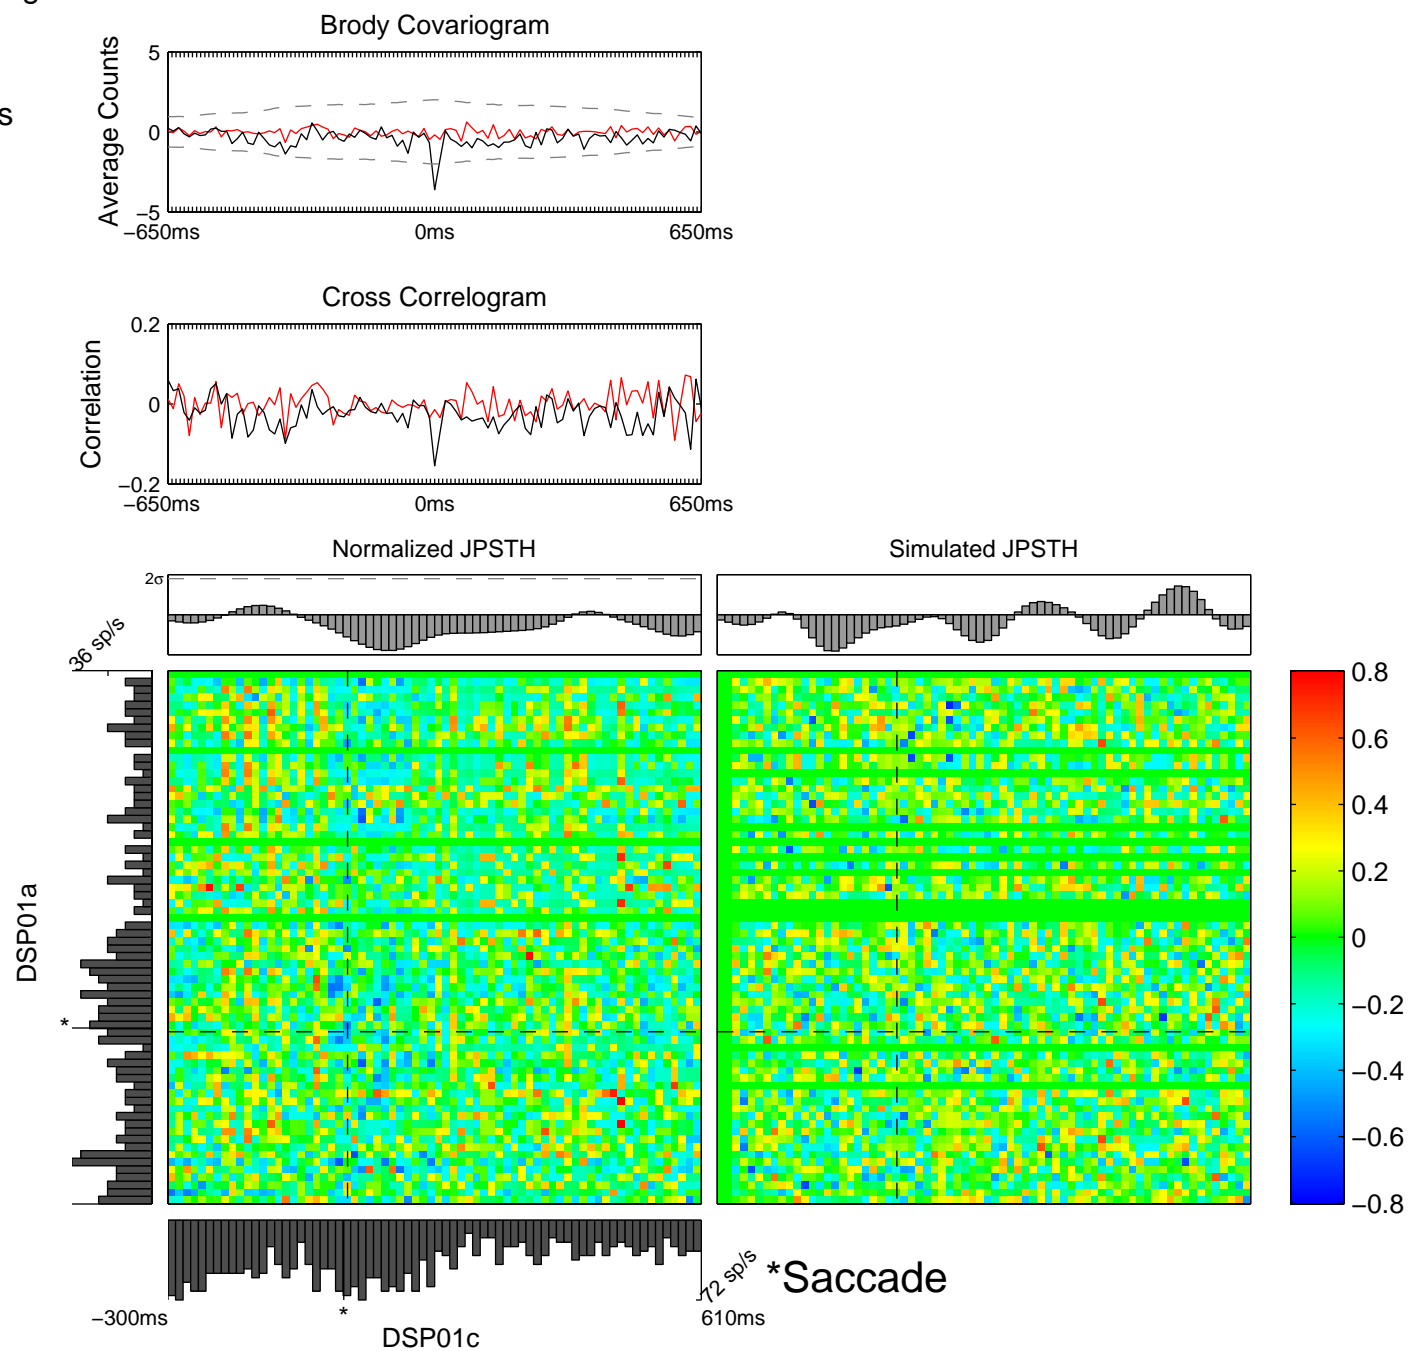 g
Brody Covariogram
s
Average Counts
5
0
−5
−650ms 0ms 650ms
Cross Correlogram
Correlation
0.2
0
−0.2
−650ms 0ms 650ms
Normalized JPSTH Simulated JPSTH
2σ
36 sp/s
DSP01a
*
0.8
0.6
0.4
0.2
0
−0.2
−0.4
−0.6
−0.8
72 sp/s
*Saccade
*
−300ms 610ms
DSP01c